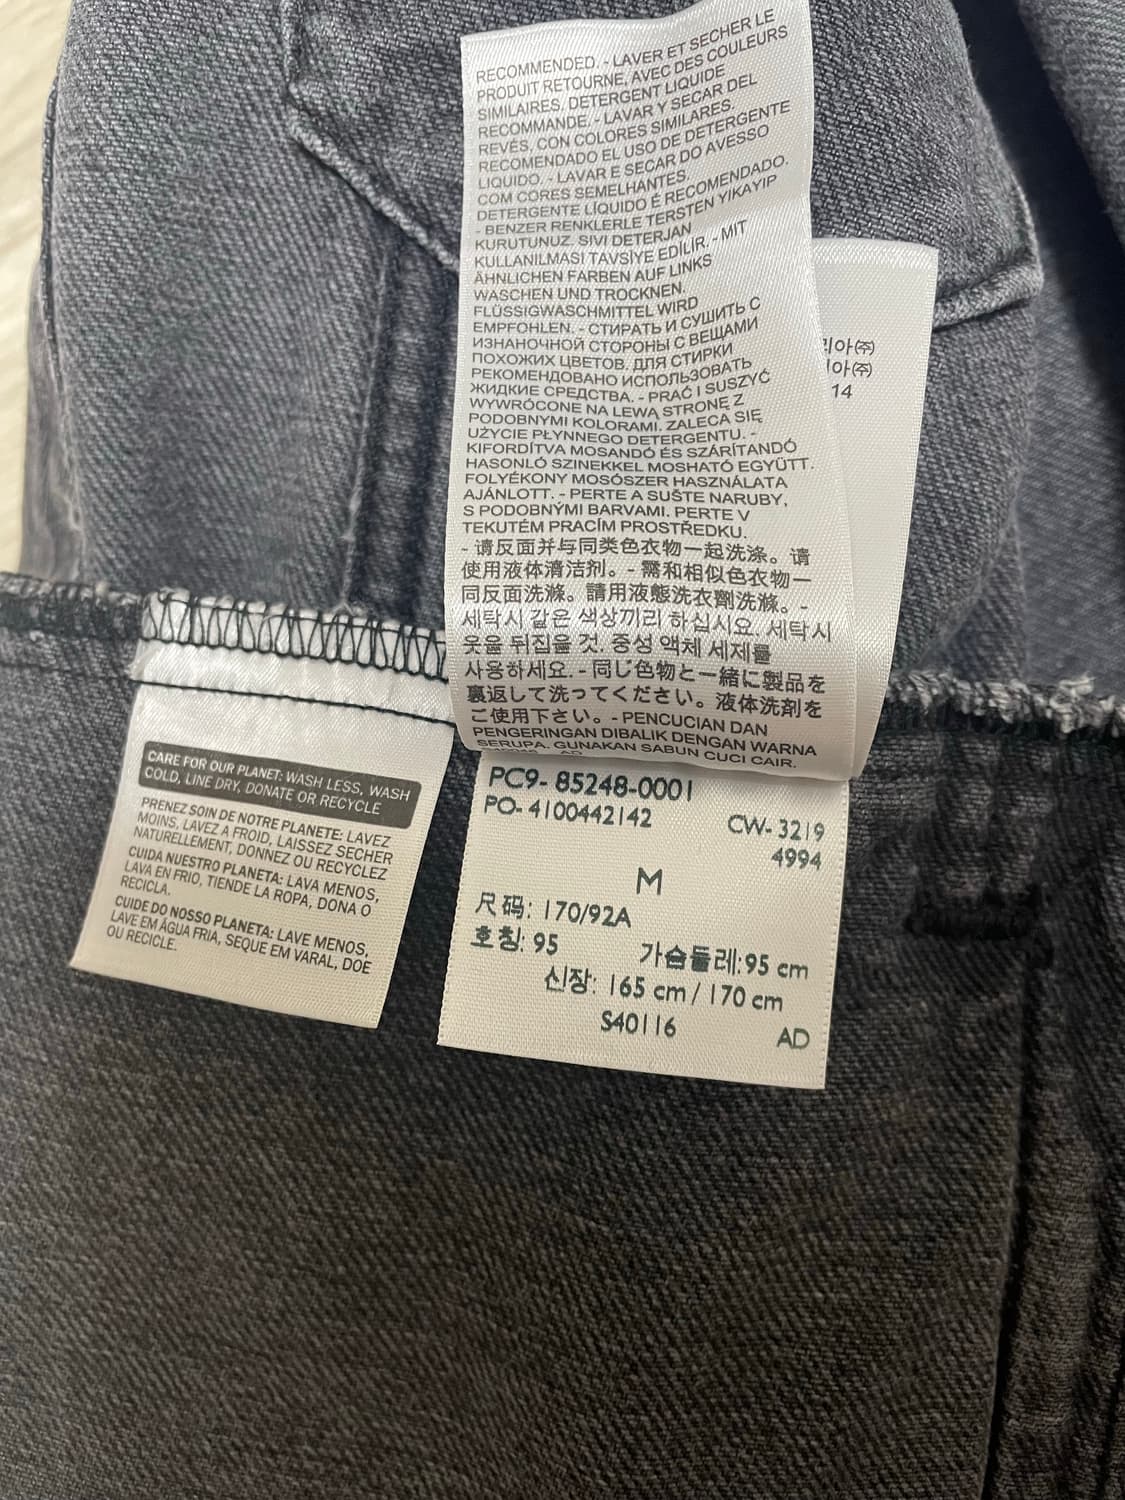 RECOMMENDED. - LAVER ET SECHER LE
PRODUIT RETOURNE, AVEC DES COULEURS
SIMILAIRES. DETERGENT LIQUIDE
RECOMMANDE. - LAVAR Y SECAR DEL
REVÉS, CON COLORES SIMILARES.
RECOMENDADO EL USO DE DETERGENTE
LIQUIDO. - LAVAR E SECAR DO AVESSO
COM CORES SEMELHANTES.
DETERGENTE LÍQUIDO É RECOMENDADO.
- BENZER RENKLERLE TERSTEN YIKAYIP
KURUTUNUZ. SIVI DETERJAN
KULLANILMASI TAVSİYE EDİLİR. - MIT
ÄHNLICHEN FARBEN AUF LINKS
WASCHEN UND TROCKNEN.
FLÜSSIGWASCHMITTEL WIRD
EMPFOHLEN. - СТИРАТЬ И СУШИТЬ С
ИЗНАНОЧНОЙ СТОРОНЫ С ВЕЩАМИ
ПОХОЖИХ ЦВЕТОВ. ДЛЯ СТИРКИ
РЕКОМЕНДОВАНО ИСПОЛЬЗОВАТЬ
ЖИДКИЕ СРЕДСТВА. - PRAĆ I SUSZYĆ
WYWRÓCONE NA LEWĄ STRONĘ Z
PODOBNYMI KOLORAMI. ZALECA SIĘ
UŻYCIE PŁYNNEGO DETERGENTU. -
KIFORDÍTVA MOSANDÓ ÉS SZÁRÍTANDÓ
HASONLÓ SZINEKKEL MOSHATÓ EGYÜTT.
FOLYÉKONY MOSÓSZER HASZNÁLATA
AJÁNLOTT. - PERTE A SUŠTE NARUBY,
S PODOBNÝMI BARVAMI. PERTE V
TEKUTÉM PRACÍM PROSTŘEDKU.
- 请反面并与同类色衣物一起洗涤。请
使用液体清洁剂。- 需和相似色衣物一
同反面洗滌。請用液態洗衣劑洗滌。-
세탁시 같은 색상끼리 하십시요. 세탁시
옷을 뒤집을 것. 중성 액체 세제를
사용하세요. - 同じ色物と一緒に製品を
裏返して洗ってください。液体洗剤を
ご使用下さい。- PENCUCIAN DAN
PENGERINGAN DIBALIK DENGAN WARNA
SERUPA. GUNAKAN SABUN CUCI CAIR.
리아(주)
리아(주)
14
CARE FOR OUR PLANET: WASH LESS, WASH
COLD, LINE DRY, DONATE OR RECYCLE
PRENEZ SOIN DE NOTRE PLANETE: LAVEZ
MOINS, LAVEZ A FROID, LAISSEZ SECHER
NATURELLEMENT, DONNEZ OU RECYCLEZ
CUIDA NUESTRO PLANETA: LAVA MENOS,
LAVA EN FRIO, TIENDE LA ROPA, DONA O
RECICLA.
CUIDE DO NOSSO PLANETA: LAVE MENOS,
LAVE EM ÁGUA FRIA, SEQUE EM VARAL, DOE
OU RECICLE.
PC9- 85248-0001
PO- 4100442142
CW- 3219
4994
M
尺码: 170/92A
호칭: 95 가슴둘레:95 cm
신장: 165 cm / 170 cm
S40116
AD